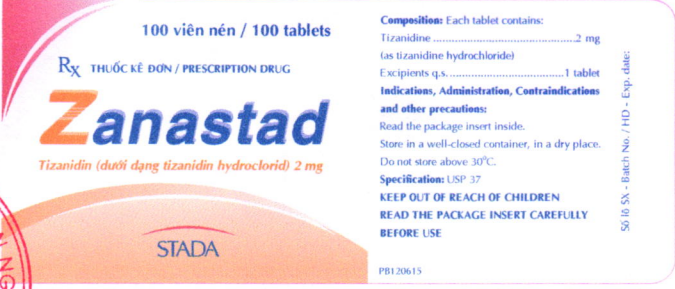 100 viên nén / 100 tablets
Rx THUỐC KÊ ĐƠN / PRESCRIPTION DRUG
Zanastad
Tizanidin (dưới dạng tizanidin hydroclorid) 2 mg
STADA
Composition: Each tablet contains:
Tizanidine ..........................................2 mg
(as tizanidine hydrochloride)
Excipients q.s...................................1 tablet
Indications, Administration, Contraindications
and other precautions:
Read the package insert inside.
Store in a well-closed container, in a dry place.
Do not store above 30°C.
Specification: USP 37
KEEP OUT OF REACH OF CHILDREN
READ THE PACKAGE INSERT CAREFULLY
BEFORE USE
PB120615
Số lô SX - Batch No. / HD - Exp. date: